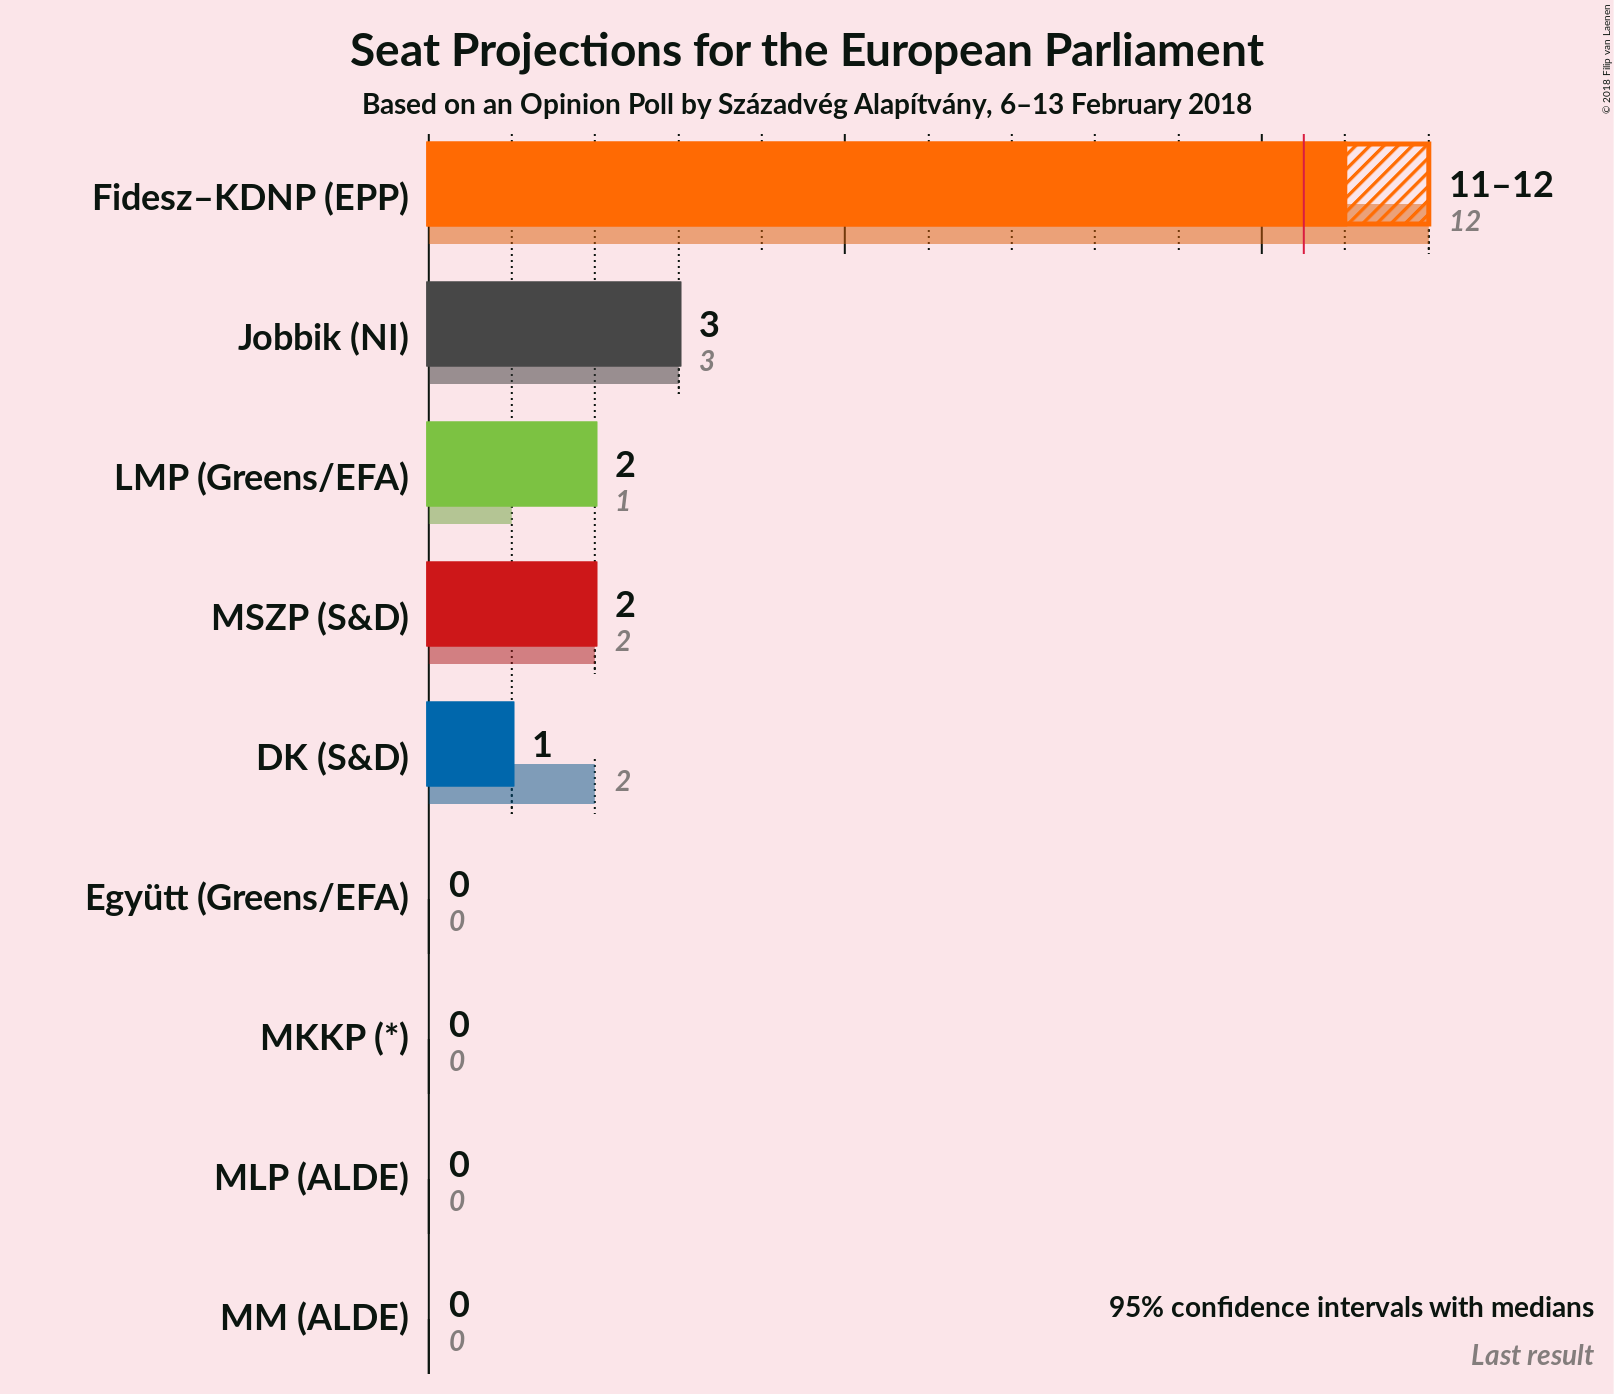 Seat Projections for the European Parliament
Based on an Opinion Poll by Századvég Alapítvány, 6–13 February 2018
© 2018 Filip van Laenen
Fidesz–KDNP (EPP)
11–12
12
Jobbik (NI)
3
3
LMP (Greens/EFA)
2
1
MSZP (S&D)
2
2
DK (S&D)
1
2
Együtt (Greens/EFA)
0
0
MKKP (*)
0
0
MLP (ALDE)
0
0
MM (ALDE)
0
0
95% confidence intervals with medians
Last result